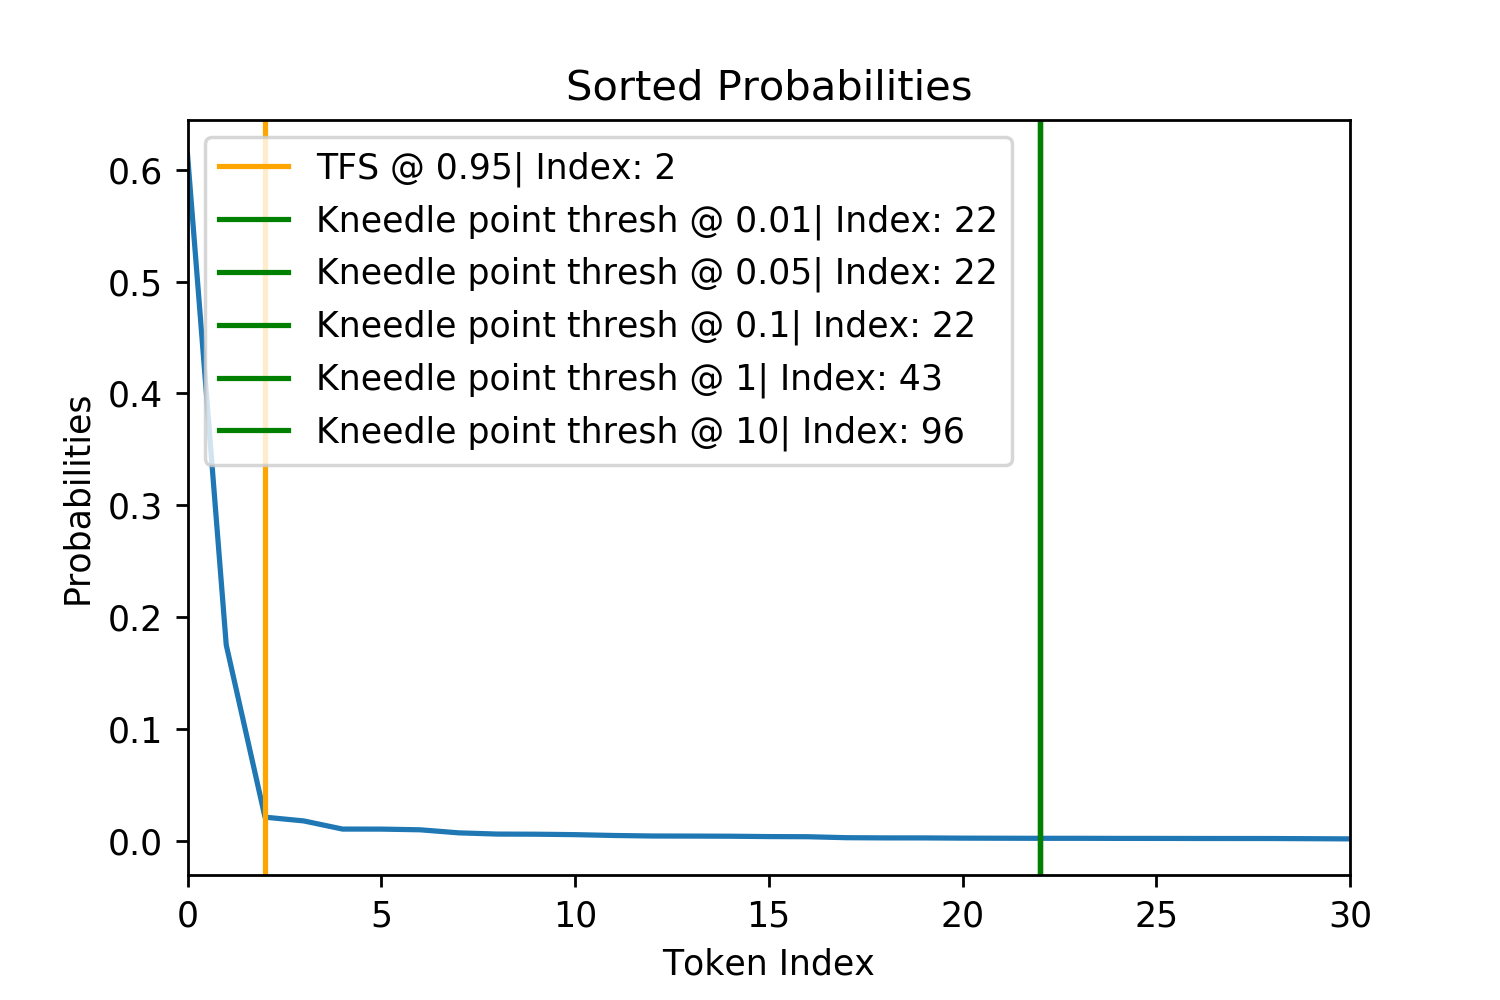 Sorted Probabilities
TFS @ 0.95| Index: 2
Kneedle point thresh @ 0.01| Index: 22
Kneedle point thresh @ 0.05| Index: 22
Kneedle point thresh @ 0.1| Index: 22
Kneedle point thresh @ 1| Index: 43
Kneedle point thresh @ 10| Index: 96
Probabilities
0.6
0.5
0.4
0.3
0.2
0.1
0.0
0 5 10 15 20 25 30
Token Index